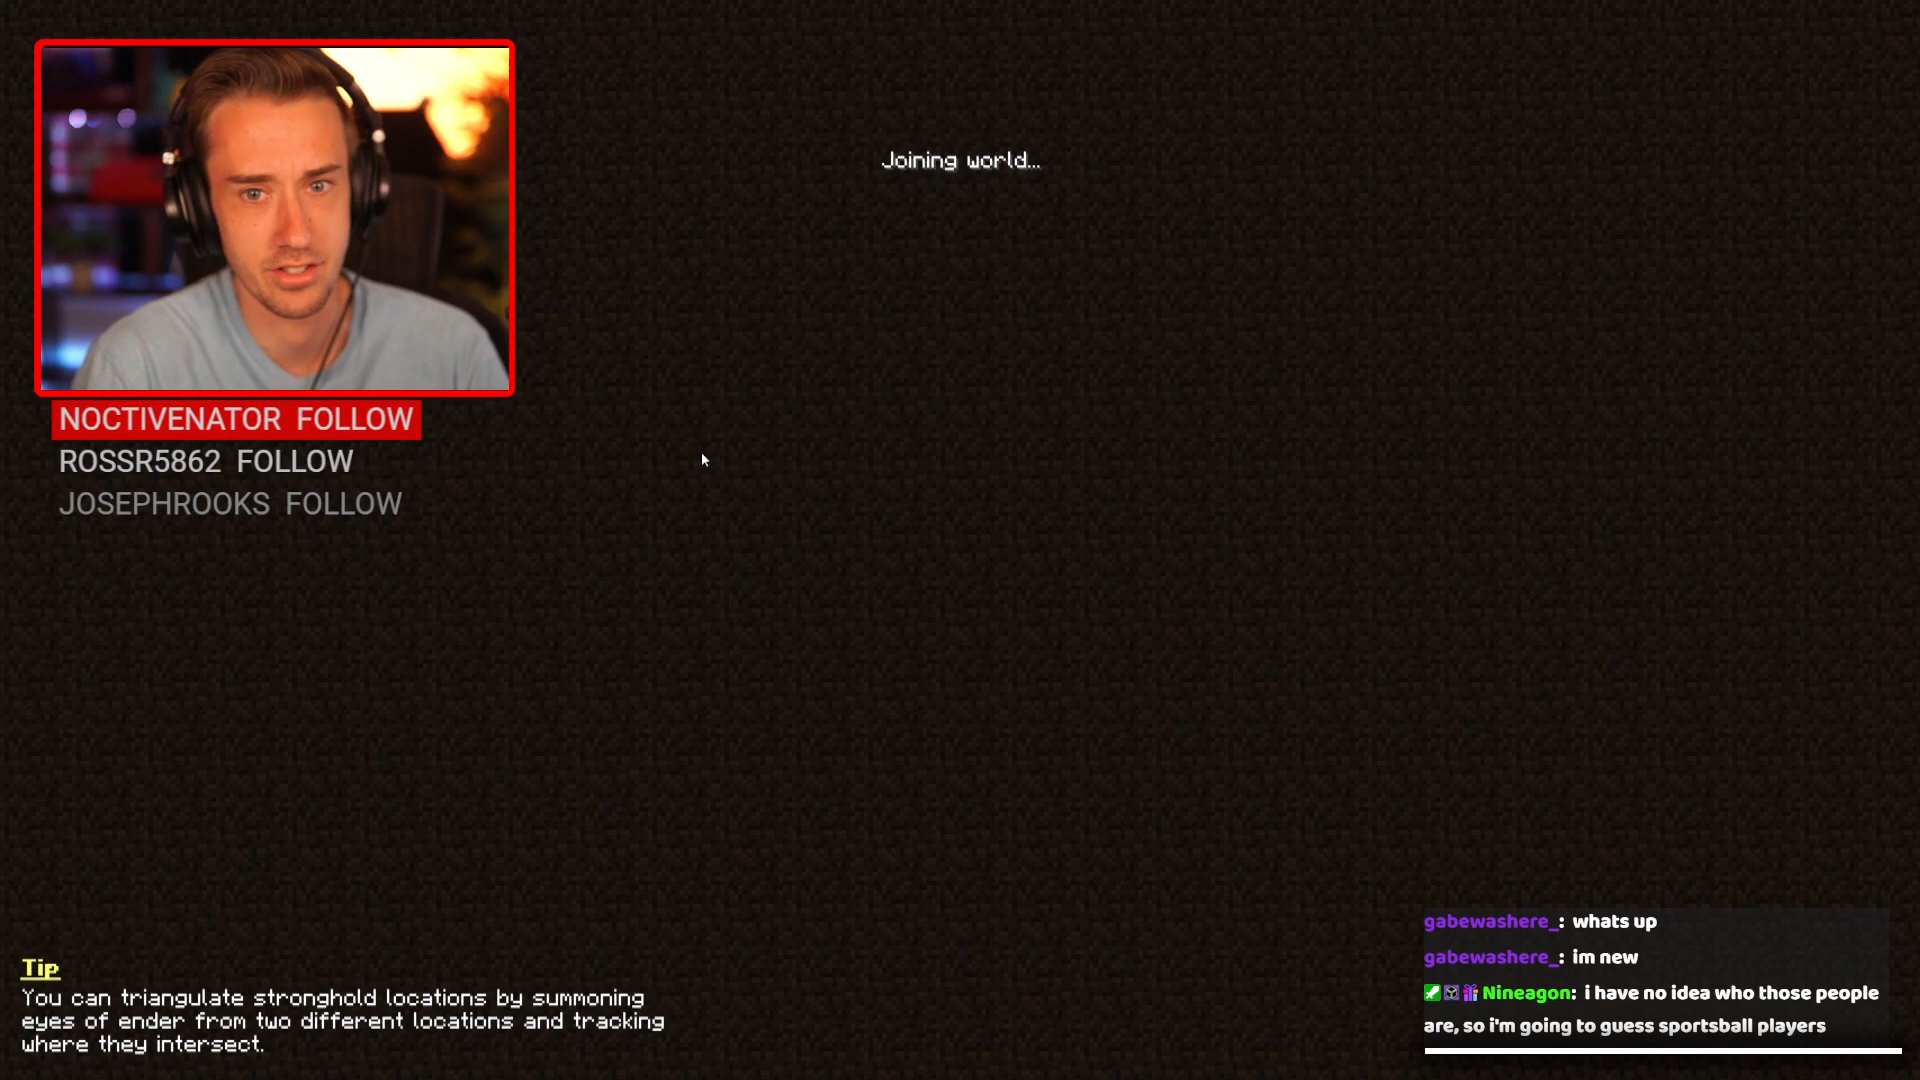 Joining world...
NOCTIVENATOR FOLLOW
ROSSR5862 FOLLOW
JOSEPHROOKS FOLLOW
Tip
You can triangulate stronghold locations by summoning
eyes of ender from two different locations and tracking
where they intersect.
gabewashere_: whats up
gabewashere_: im new
Nineagon: i have no idea who those people
are, so i'm going to guess sportsball players